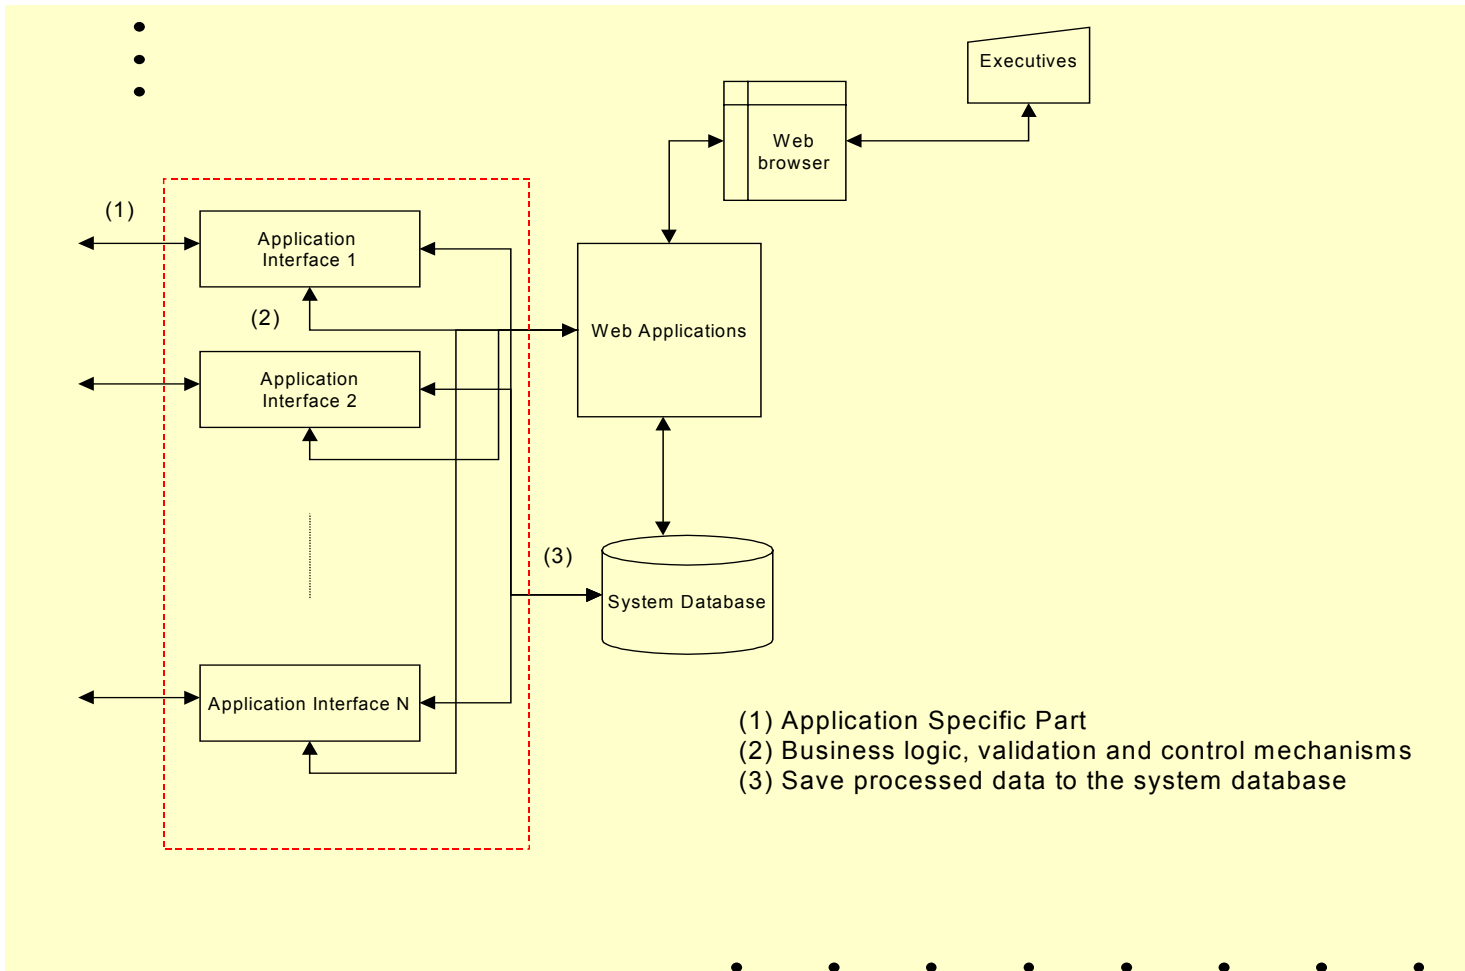 Executives
Web
browser
(1)
Application
Interface 1
(2)
Web Applications
Application
Interface 2
(3)
System Database
Application Interface N
(1) Application Specific Part
(2) Business logic, validation and control mechanisms
(3) Save processed data to the system database